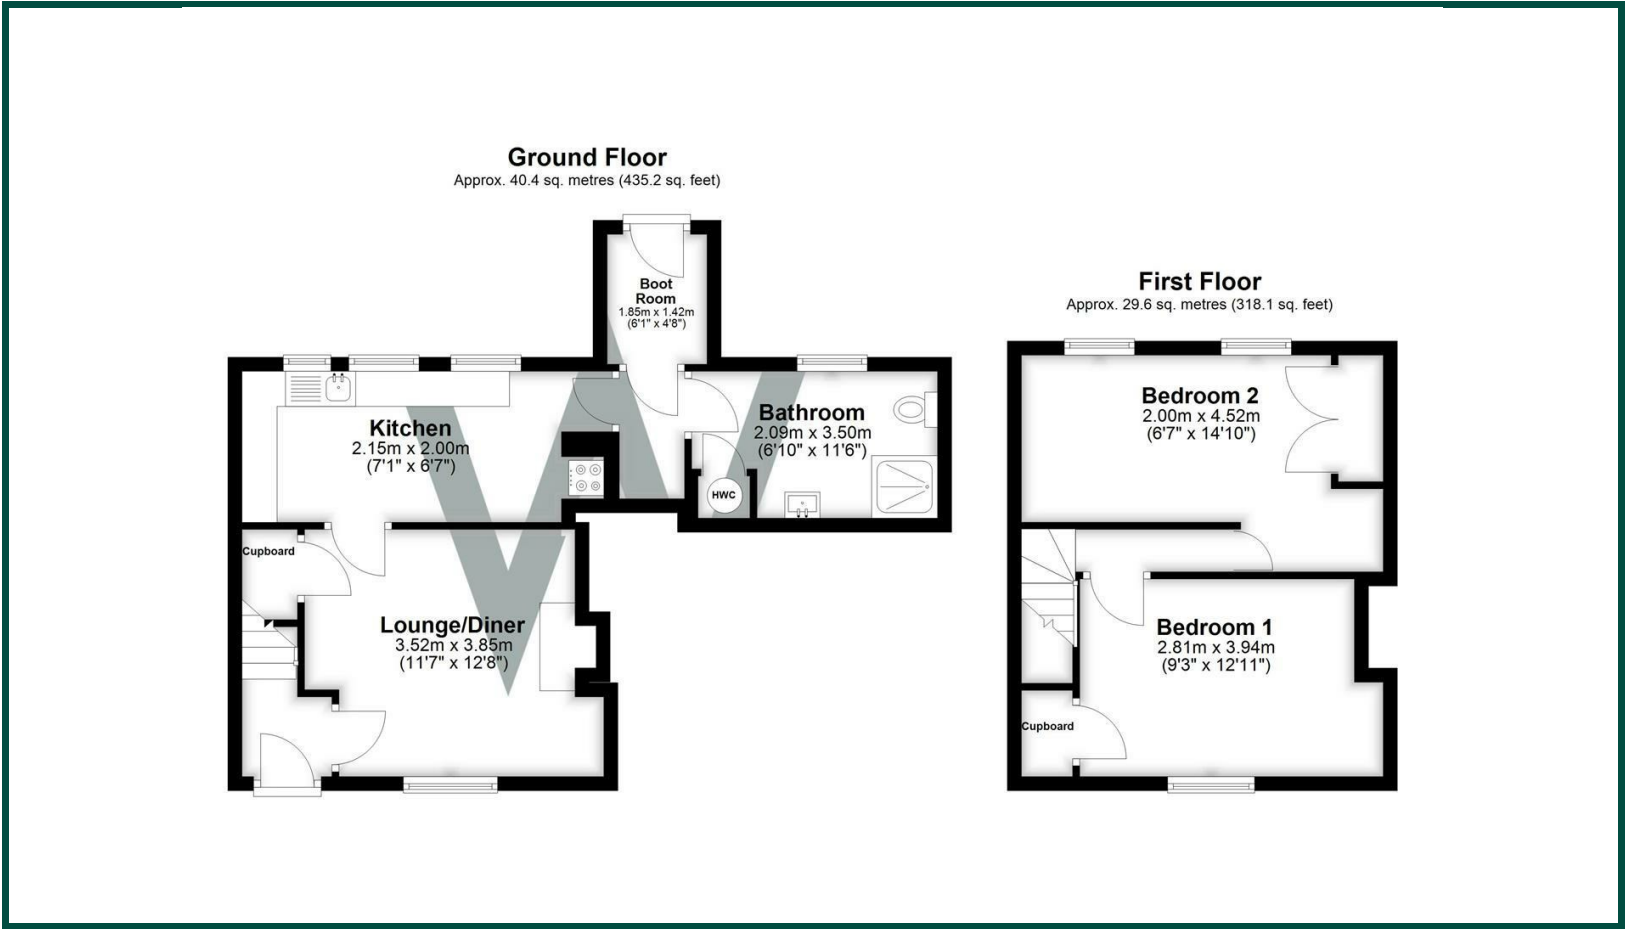 Ground Floor
Approx. 40.4 sq. metres (435.2 sq. feet)
Boot
Room
1.85m x 1.42m
(6'1" x 4'8")
Kitchen
2.15m x 2.00m
(7'1" x 6'7")
Bathroom
2.09m x 3.50m
(6'10" x 11'6")
HWC
Cupboard
Lounge/Diner
3.52m x 3.85m
(11'7" x 12'8")
First Floor
Approx. 29.6 sq. metres (318.1 sq. feet)
Bedroom 2
2.00m x 4.52m
(6'7" x 14'10")
Bedroom 1
2.81m x 3.94m
(9'3" x 12'11")
Cupboard